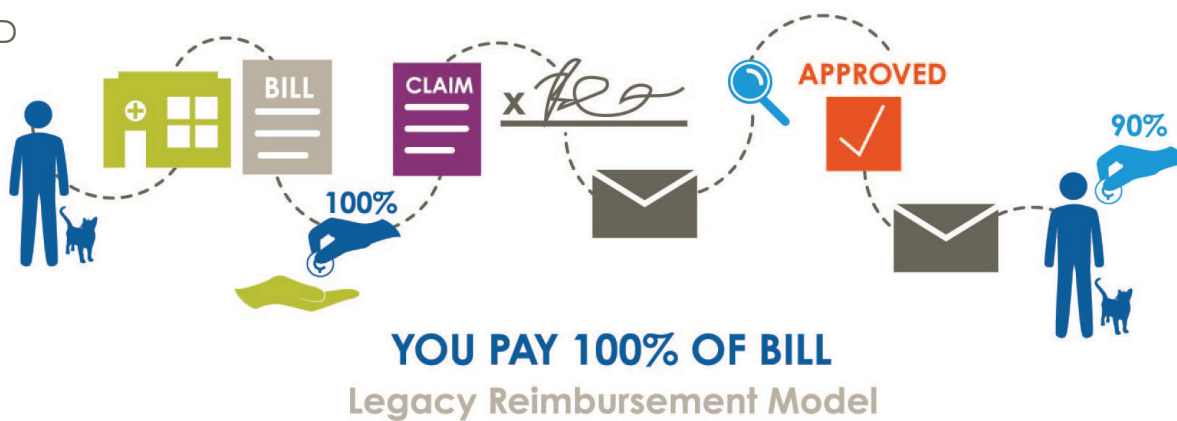 D
BILL
CLAIM
x
APPROVED
100%
90%
YOU PAY 100% OF BILL
Legacy Reimbursement Model